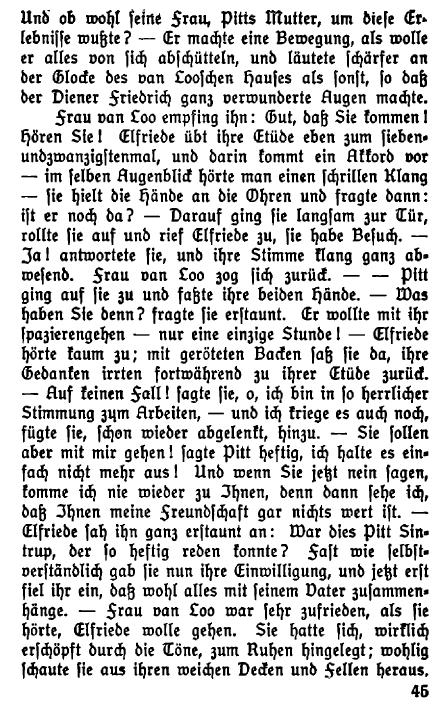 Und ob wohl seine Frau, Pitts Mutter, um diese Er-
lebnisse wußte? — Er machte eine Bewegung, als wolle
er alles von sich abschütteln, und läutete schärfer an
der Glocke des van Looschen Hauses als sonst, so daß
der Diener Friedrich ganz verwunderte Augen machte.
Frau van Loo empfing ihn: Gut, daß Sie kommen!
Hören Sie! Elfriede übt ihre Etüde eben zum sieben-
undzwanzigstenmal, und darin kommt ein Akkord vor
— im selben Augenblick hörte man einen schrillen Klang
— sie hielt die Hände an die Ohren und fragte dann:
ist er noch da? — Darauf ging sie langsam zur Tür,
rollte sie auf und rief Elfriede zu, sie habe Besuch. —
Ja! antwortete sie, und ihre Stimme klang ganz ab-
wesend. Frau van Loo zog sich zurück. — — Pitt
ging auf sie zu und faßte ihre beiden Hände. — Was
haben Sie denn? fragte sie erstaunt. Er wollte mit ihr
spazierengehen — nur eine einzige Stunde! — Elfriede
hörte kaum zu; mit geröteten Backen saß sie da, ihre
Gedanken irrten fortwährend zu ihrer Etüde zurück.
— Auf keinen Fall! sagte sie, o, ich bin in so herrlicher
Stimmung zum Arbeiten, — und ich kriege es auch noch,
fügte sie, schon wieder abgelenkt, hinzu. — Sie sollen
aber mit mir gehen! sagte Pitt heftig, ich halte es ein-
fach nicht mehr aus! Und wenn Sie jetzt nein sagen,
komme ich nie wieder zu Ihnen, denn dann sehe ich,
daß Ihnen meine Freundschaft gar nichts wert ist. —
Elfriede sah ihn ganz erstaunt an: War dies Pitt Sin-
trup, der so heftig reden konnte? Fast wie selbst-
verständlich gab sie nun ihre Einwilligung, und jetzt erst
fiel ihr ein, daß wohl alles mit seinem Vater zusammen-
hänge. — Frau van Loo war sehr zufrieden, als sie
hörte, Elfriede wolle gehen. Sie hatte sich, wirklich
erschöpft durch die Töne, zum Ruhen hingelegt; wohlig
schaute sie aus ihren weichen Decken und Fellen heraus.
45